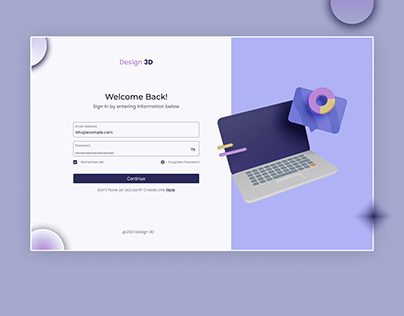 Design 3D
Welcome Back!
Sign in by entering information below
Email address
info@example.com
Password
Remember Me
Forgotten Password
Continue
Don't have an account? Create one Here
©2021 Design 3D